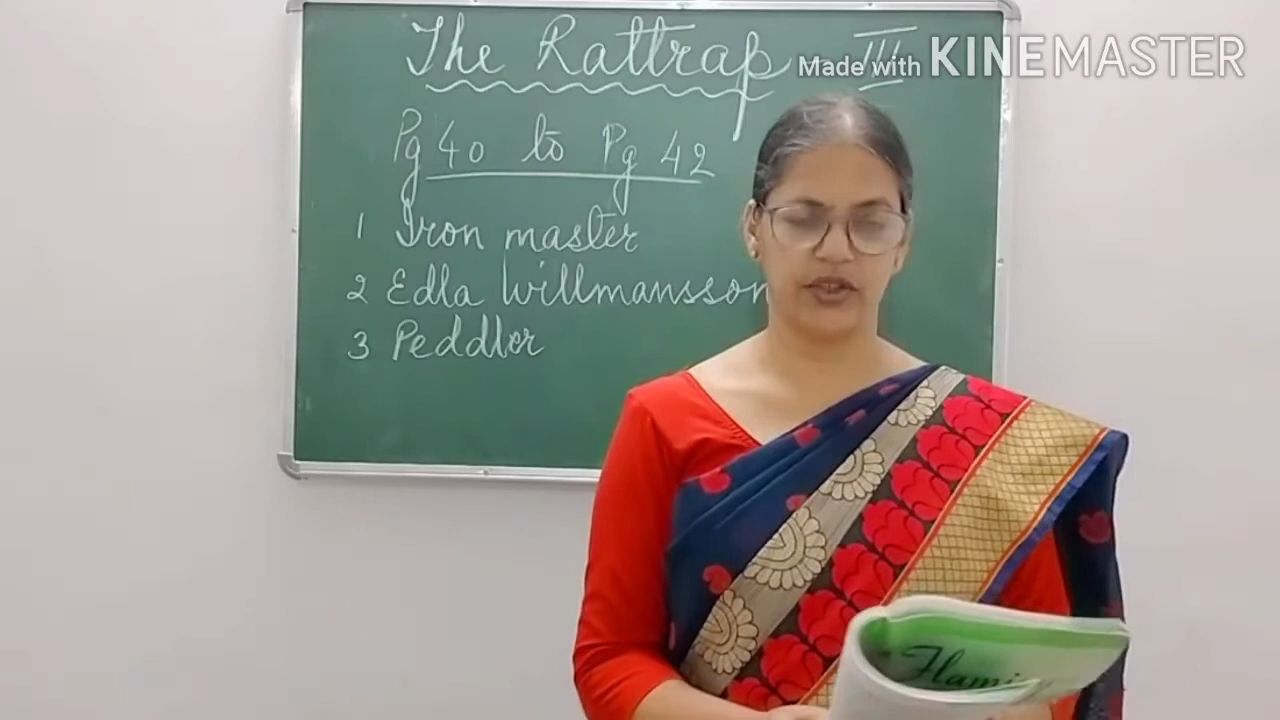 The Rattrap - III
Made with KINEMASTER
Pg 40 to Pg 42
1 Iron master
2 Edla Willmansson
3 Peddler
Flami